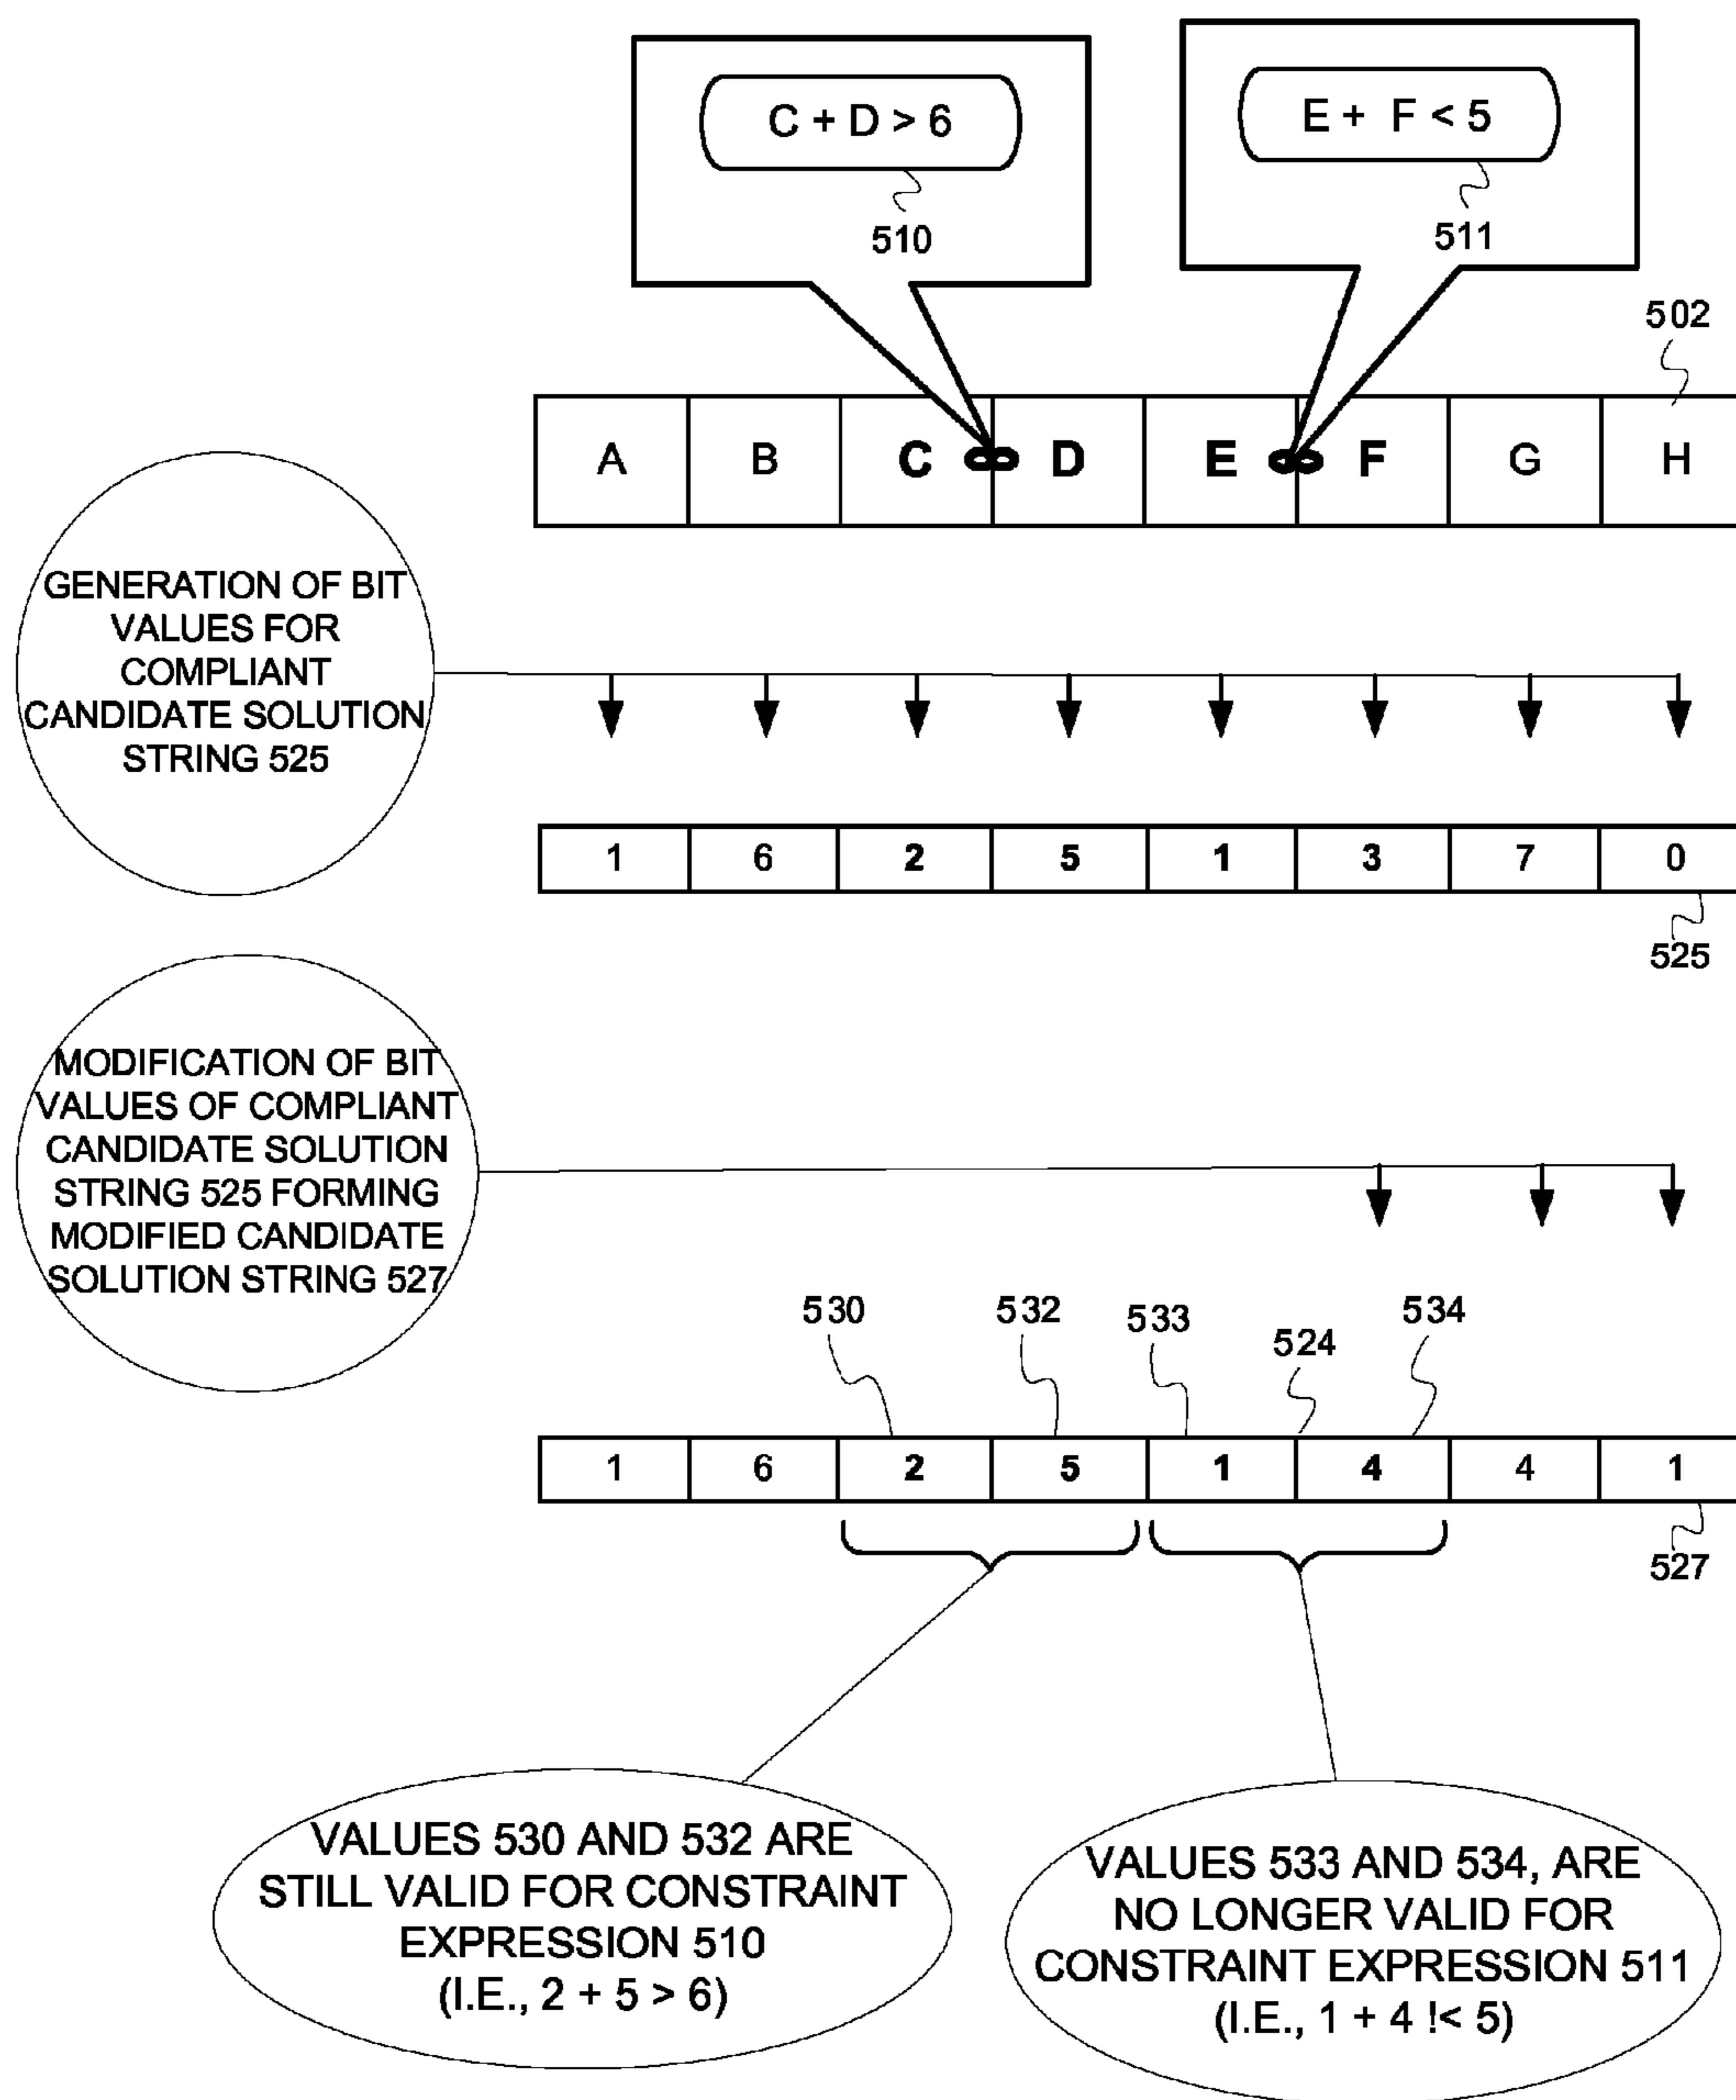 C + D > 6
E + F < 5
510
511
502
A B C D E F G H
GENERATION OF BIT
VALUES FOR
COMPLIANT
CANDIDATE SOLUTION
STRING 525
1 6 2 5 1 3 7 0
525
MODIFICATION OF BIT
VALUES OF COMPLIANT
CANDIDATE SOLUTION
STRING 525 FORMING
MODIFIED CANDIDATE
SOLUTION STRING 527
530 532 533 524 534
1 6 2 5 1 4 4 1
527
VALUES 530 AND 532 ARE
STILL VALID FOR CONSTRAINT
EXPRESSION 510
(I.E., 2 + 5 > 6)
VALUES 533 AND 534, ARE
NO LONGER VALID FOR
CONSTRAINT EXPRESSION 511
(I.E., 1 + 4 !< 5)